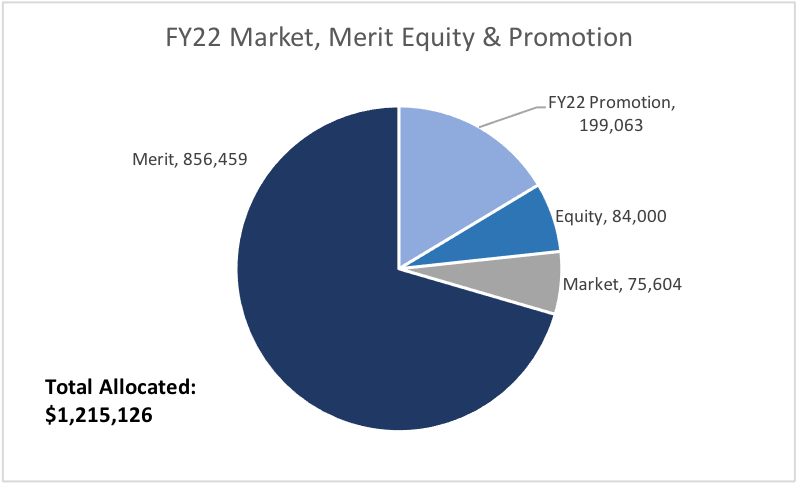 FY22 Market, Merit Equity & Promotion
FY22 Promotion,
199,063
Merit, 856,459
Equity, 84,000
Market, 75,604
Total Allocated:
$1,215,126